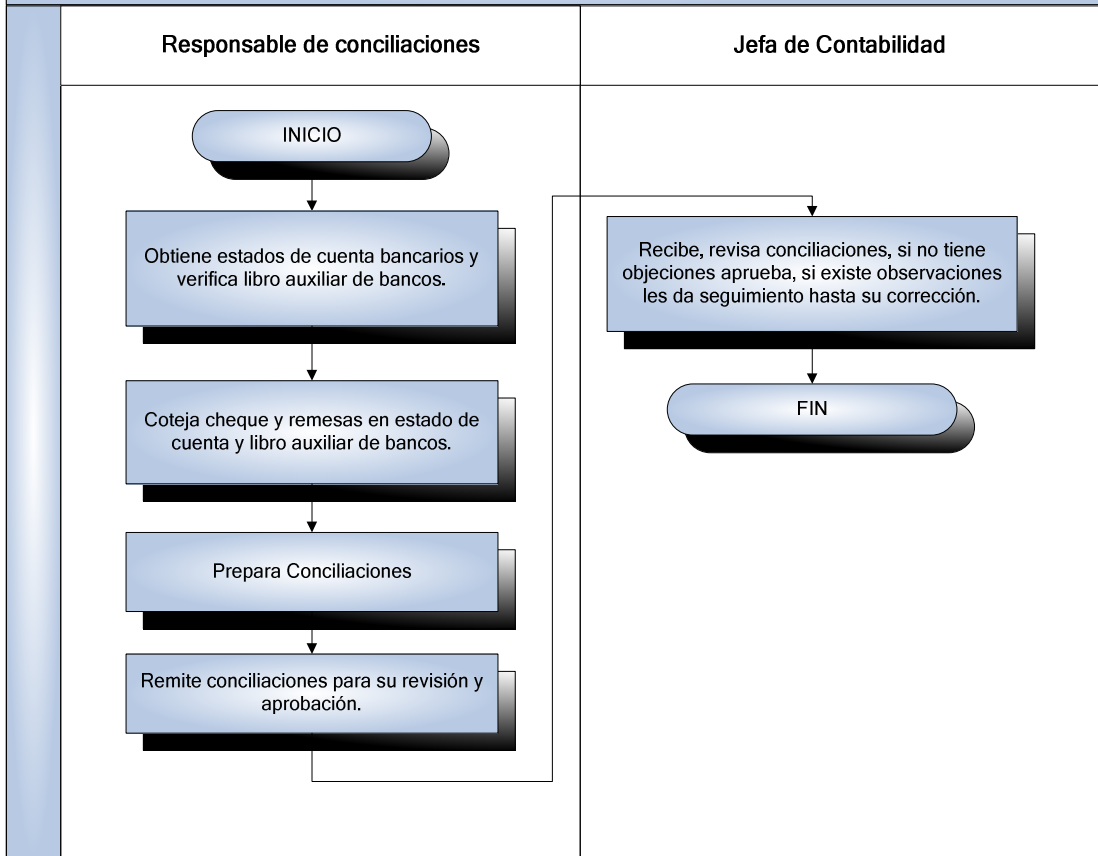 Responsable de conciliaciones
Jefa de Contabilidad
INICIO
Obtiene estados de cuenta bancarios y
verifica libro auxiliar de bancos.
Coteja cheque y remesas en estado de
cuenta y libro auxiliar de bancos.
Prepara Conciliaciones
Remite conciliaciones para su revisión y
aprobación.
Recibe, revisa conciliaciones, si no tiene
objeciones aprueba, si existe observaciones
les da seguimiento hasta su corrección.
FIN